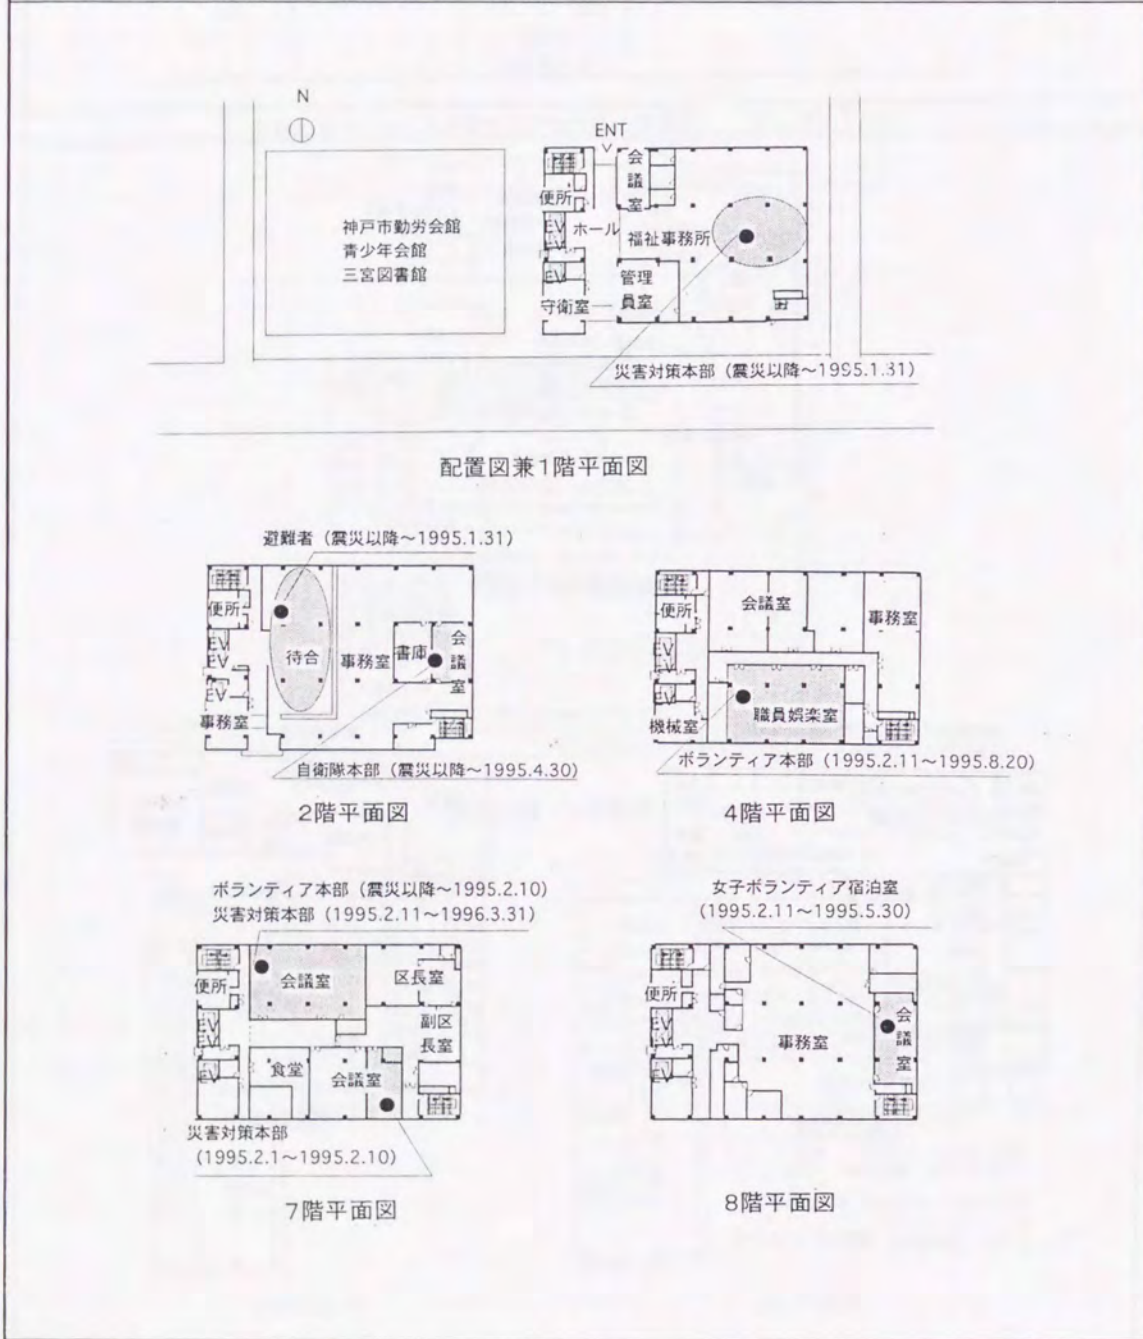 N
ENT
会議室
便所
EV
EV
ホール
福祉事務所
神戸市勤労会館
青少年会館
三宮図書館
EV
管理員室
守衛室
災害対策本部（震災以降〜1995.1.31）
配置図兼1階平面図
避難者（震災以降〜1995.1.31）
便所
EV
EV
EV
待合
事務室
書庫
会議室
事務室
自衛隊本部（震災以降〜1995.4.30）
2階平面図
会議室
事務室
便所
EV
EV
EV
機械室
職員娯楽室
ボランティア本部（1995.2.11〜1995.8.20）
4階平面図
ボランティア本部（震災以降〜1995.2.10）
災害対策本部（1995.2.11〜1996.3.31）
会議室
区長室
便所
副区長室
EV
EV
EV
食堂
会議室
災害対策本部
（1995.2.1〜1995.2.10）
7階平面図
女子ボランティア宿泊室
（1995.2.11〜1995.5.30）
便所
EV
EV
EV
事務室
会議室
8階平面図